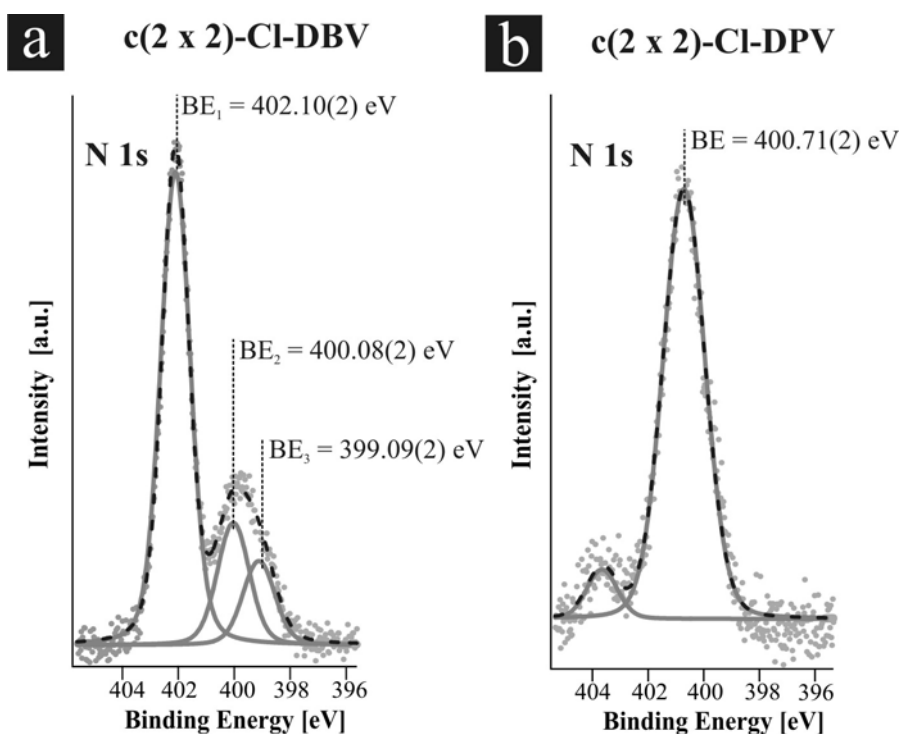 a
c(2 x 2)-Cl-DBV
N 1s
BE₁ = 402.10(2) eV
BE₂ = 400.08(2) eV
BE₃ = 399.09(2) eV
Intensity [a.u.]
404 402 400 398 396
Binding Energy [eV]
b
c(2 x 2)-Cl-DPV
N 1s
BE = 400.71(2) eV
Intensity [a.u.]
404 402 400 398 396
Binding Energy [eV]